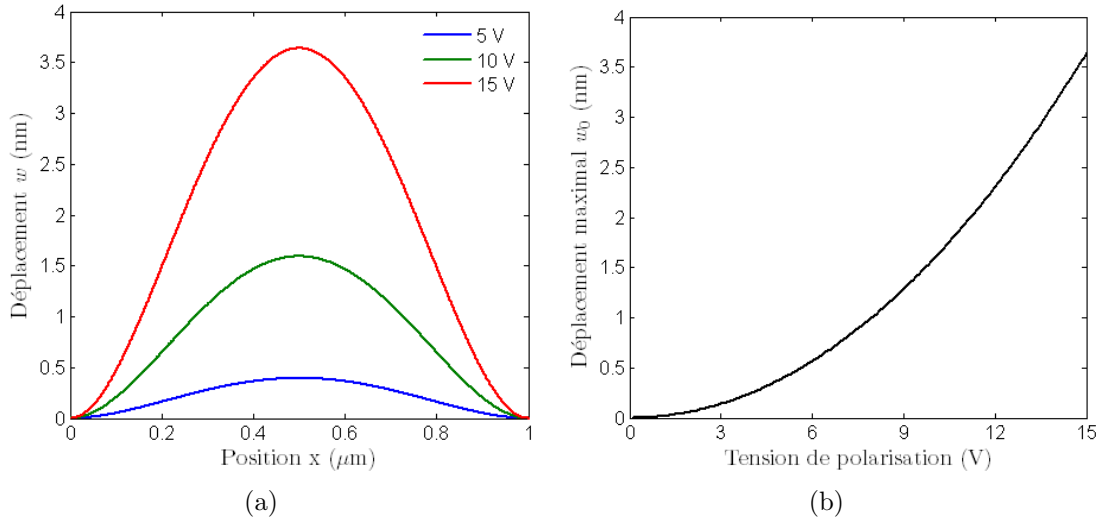 4
3.5
3
2.5
2
1.5
1
0.5
0
Déplacement w (nm)
5 V
10 V
15 V
0 0.2 0.4 0.6 0.8 1
Position x (μm)
(a)
4
3.5
3
2.5
2
1.5
1
0.5
0
Déplacement maximal w₀ (nm)
0 3 6 9 12 15
Tension de polarisation (V)
(b)